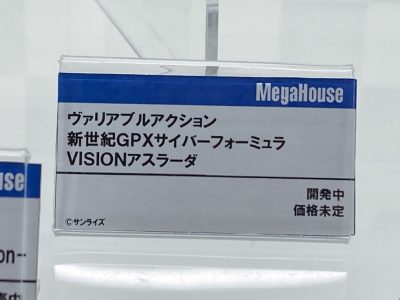 MegaHouse
ヴァリアブルアクション
新世紀GPXサイバーフォーミュラ
VISIONアスラーダ
開発中
価格未定
©サンライズ
use
on--